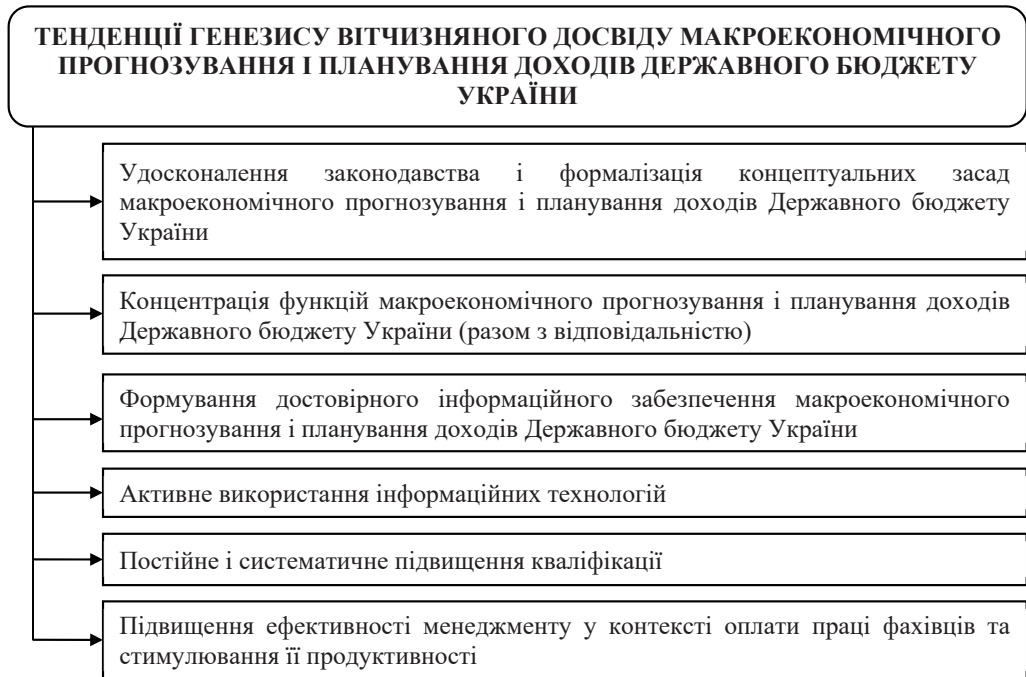 ТЕНДЕНЦІЇ ГЕНЕЗИСУ ВІТЧИЗНЯНОГО ДОСВІДУ МАКРОЕКОНОМІЧНОГО
ПРОГНОЗУВАННЯ І ПЛАНУВАННЯ ДОХОДІВ ДЕРЖАВНОГО БЮДЖЕТУ
УКРАЇНИ
Удосконалення законодавства і формалізація концептуальних засад
макроекономічного прогнозування і планування доходів Державного бюджету
України
Концентрація функцій макроекономічного прогнозування і планування доходів
Державного бюджету України (разом з відповідальністю)
Формування достовірного інформаційного забезпечення макроекономічного
прогнозування і планування доходів Державного бюджету України
Активне використання інформаційних технологій
Постійне і систематичне підвищення кваліфікації
Підвищення ефективності менеджменту у контексті оплати праці фахівців та
стимулювання її продуктивності